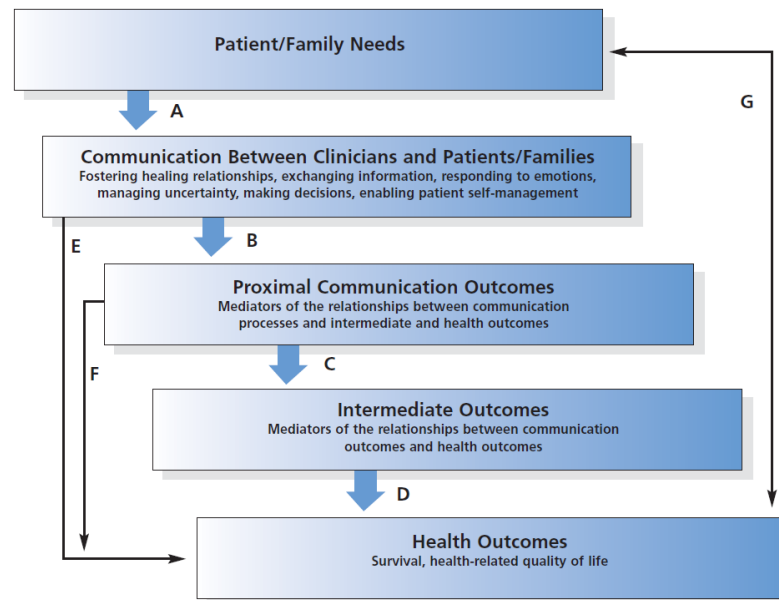 Patient/Family Needs
G
A
Communication Between Clinicians and Patients/Families
Fostering healing relationships, exchanging information, responding to emotions,
managing uncertainty, making decisions, enabling patient self-management
E
B
Proximal Communication Outcomes
Mediators of the relationships between communication
processes and intermediate and health outcomes
F
C
Intermediate Outcomes
Mediators of the relationships between communication
outcomes and health outcomes
D
Health Outcomes
Survival, health-related quality of life